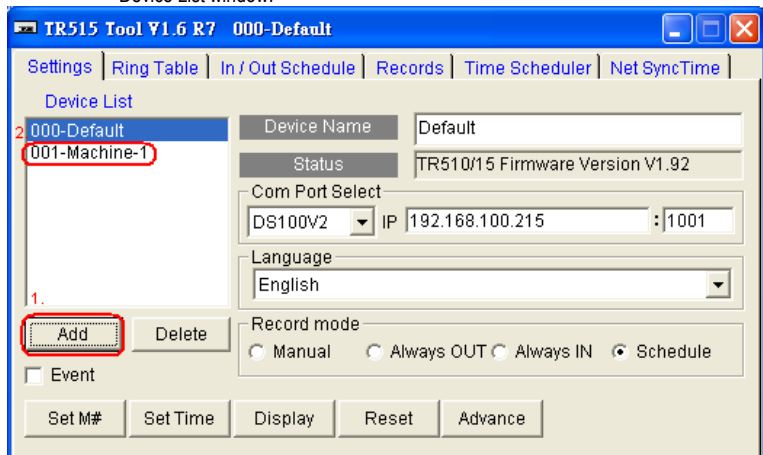 TR515 Tool V1.6 R7 000-Default
Settings Ring Table In / Out Schedule Records Time Scheduler Net SyncTime
Device List
2 000-Default
001-Machine-1
1.
Add Delete
Event
Device Name Default
Status TR510/15 Firmware Version V1.92
Com Port Select
DS100V2 IP 192.168.100.215 : 1001
Language
English
Record mode
Manual Always OUT Always IN Schedule
Set M# Set Time Display Reset Advance